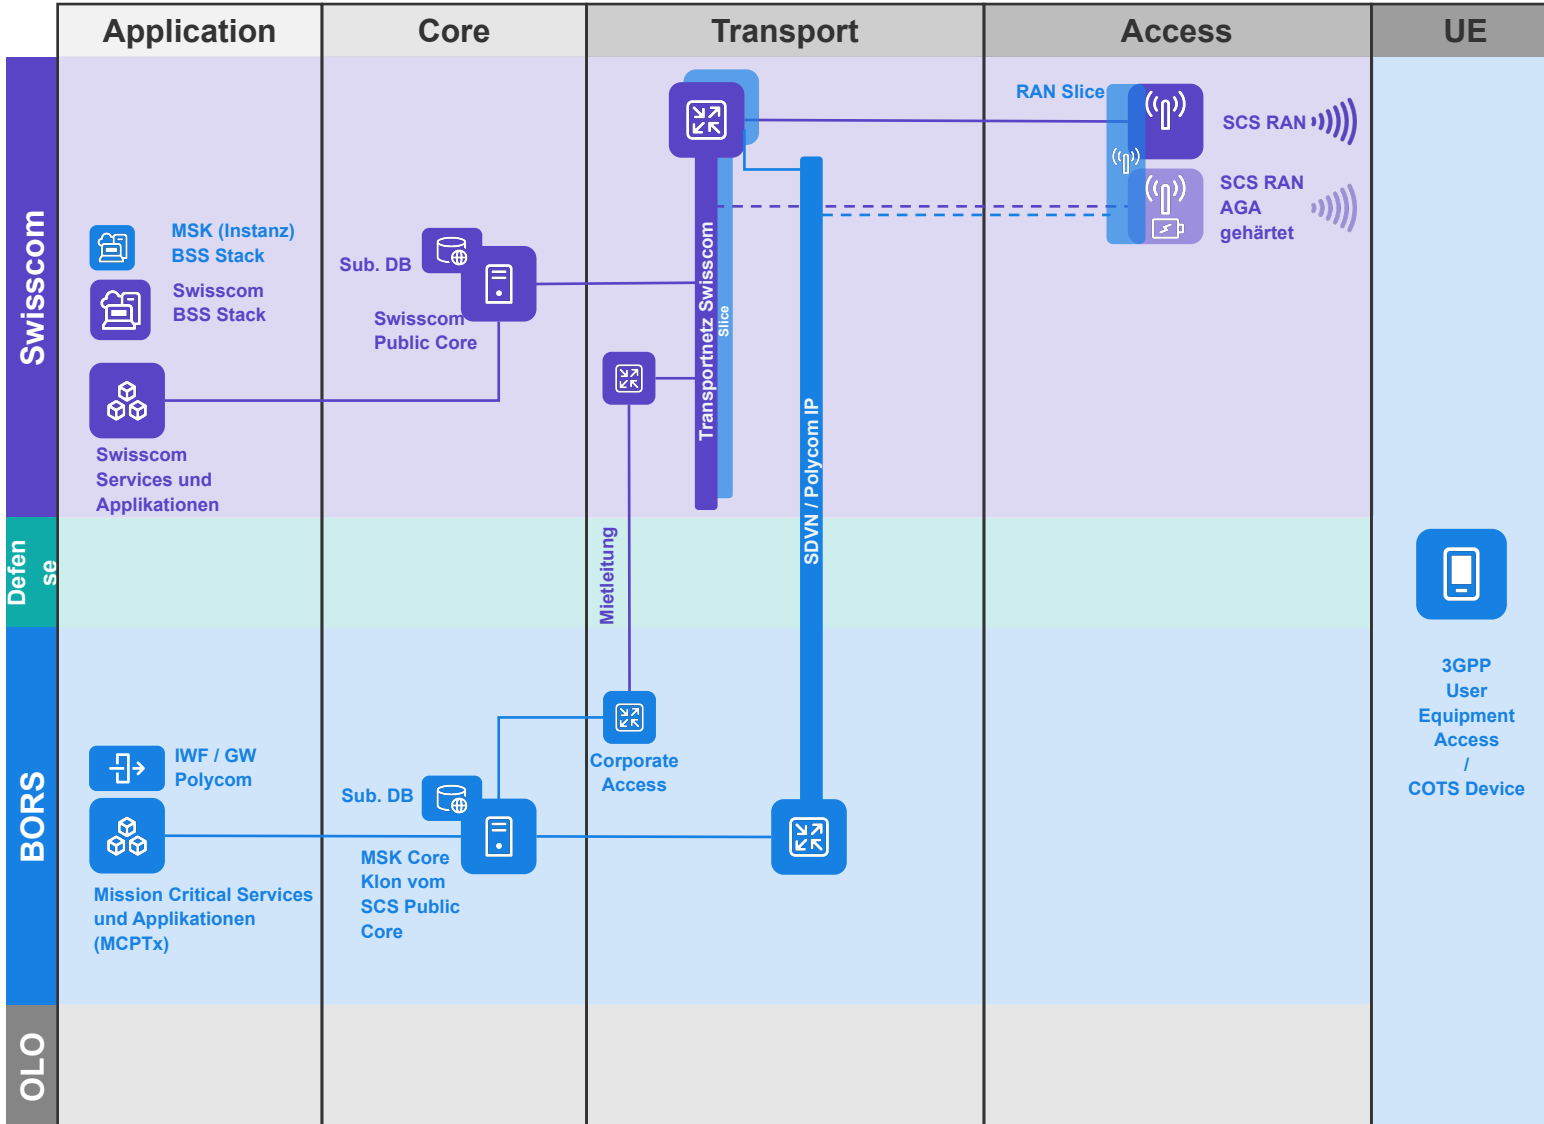 Application
Core
Transport
Access
UE
Swisscom
RAN Slice
SCS RAN
SCS RAN
AGA
gehärtet
MSK (Instanz)
BSS Stack
Swisscom
BSS Stack
Sub. DB
Swisscom
Public Core
Transportnetz Swisscom
Slice
SDVN / Polycom IP
Swisscom
Services und
Applikationen
Defen
se
Mietleitung
3GPP
User
Equipment
Access
/
COTS Device
BORS
IWF / GW
Polycom
Sub. DB
Corporate
Access
MSK Core
Klon vom
SCS Public
Core
Mission Critical Services
und Applikationen
(MCPTx)
OLO